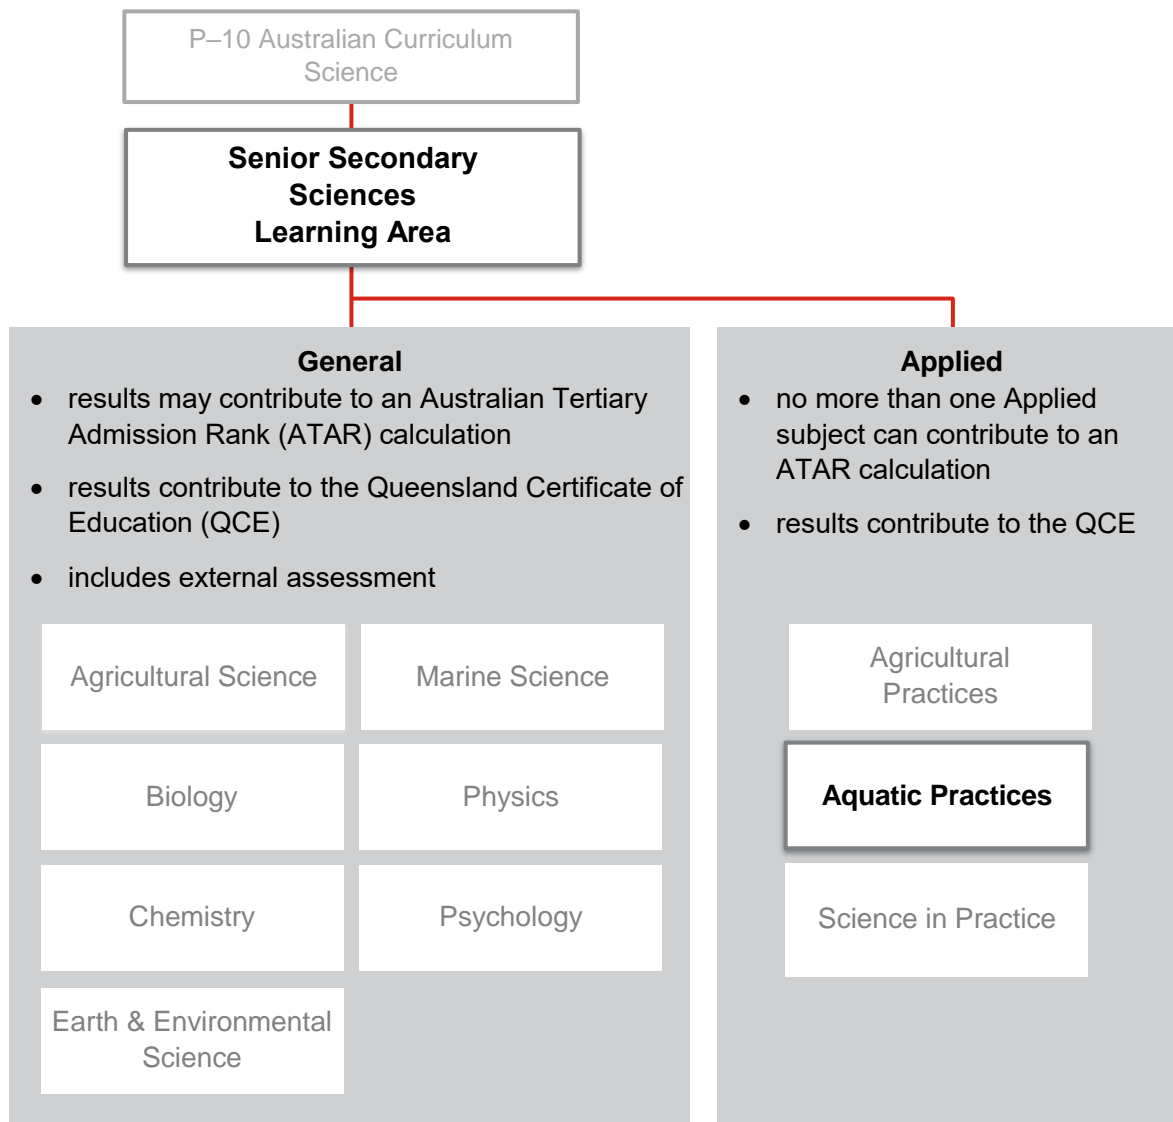 P–10 Australian Curriculum
Science
Senior Secondary
Sciences
Learning Area
General
• results may contribute to an Australian Tertiary
Admission Rank (ATAR) calculation
• results contribute to the Queensland Certificate of
Education (QCE)
• includes external assessment
Agricultural Science
Marine Science
Biology
Physics
Chemistry
Psychology
Earth & Environmental
Science
Applied
• no more than one Applied
subject can contribute to an
ATAR calculation
• results contribute to the QCE
Agricultural
Practices
Aquatic Practices
Science in Practice